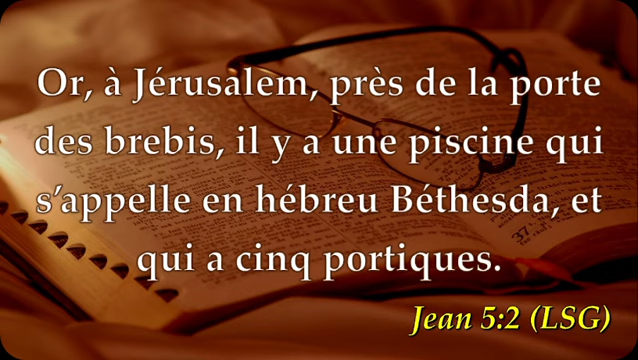 Or, à Jérusalem, près de la porte
des brebis, il y a une piscine qui
s’appelle en hébreu Béthesda, et
qui a cinq portiques.
Jean 5:2 (LSG)